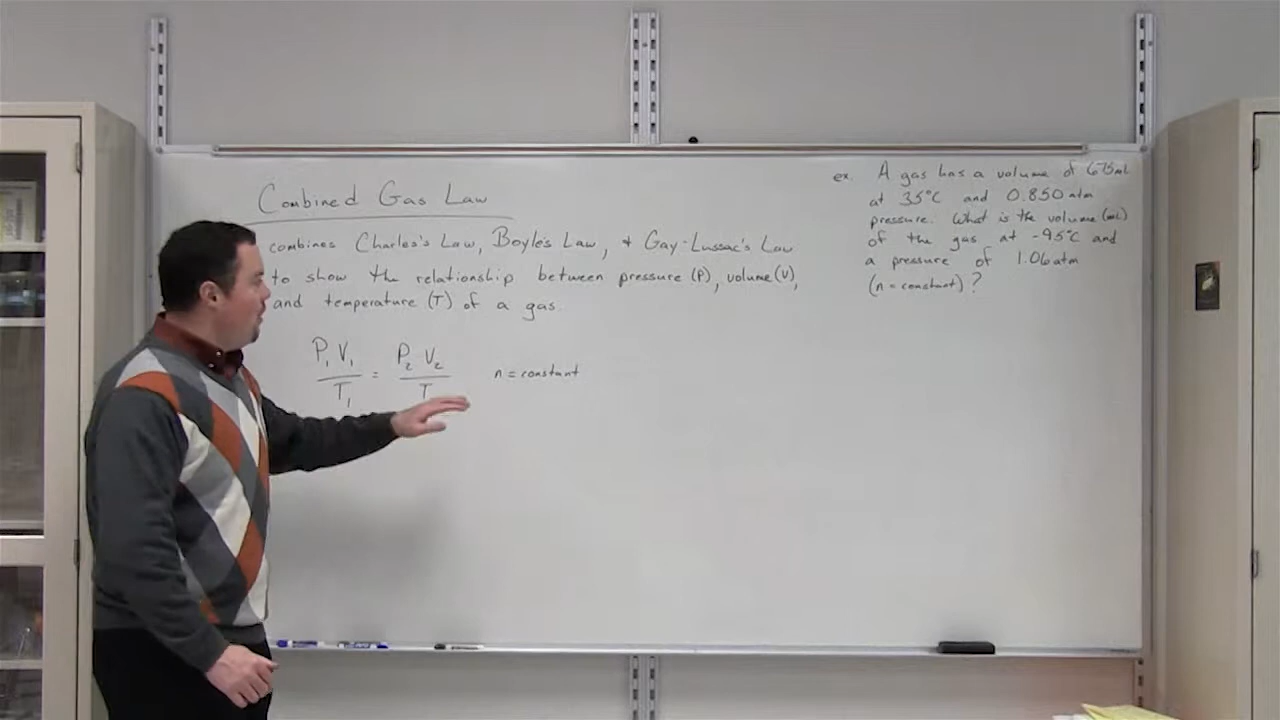 Combined Gas Law
combines Charles's Law, Boyle's Law, + Gay-Lussac's Law
to show the relationship between pressure (P), volume (V),
and temperature (T) of a gas.
P₁ V₁ / T₁ = P₂ V₂ / T n = constant
ex. A gas has a volume of 675 mL
at 35°C and 0.850 atm
pressure. What is the volume (mL)
of the gas at -95°C and
a pressure of 1.06 atm
(n = constant)?